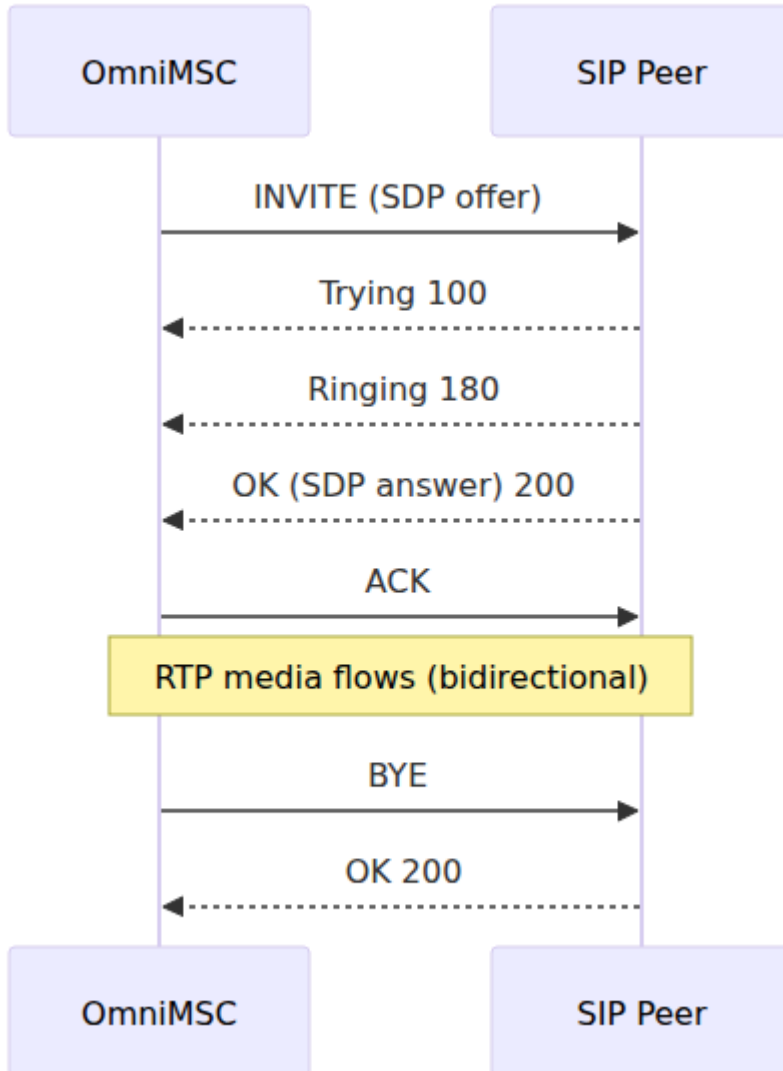 OmniMSC
SIP Peer
INVITE (SDP offer)
Trying 100
Ringing 180
OK (SDP answer) 200
ACK
RTP media flows (bidirectional)
BYE
OK 200
OmniMSC
SIP Peer